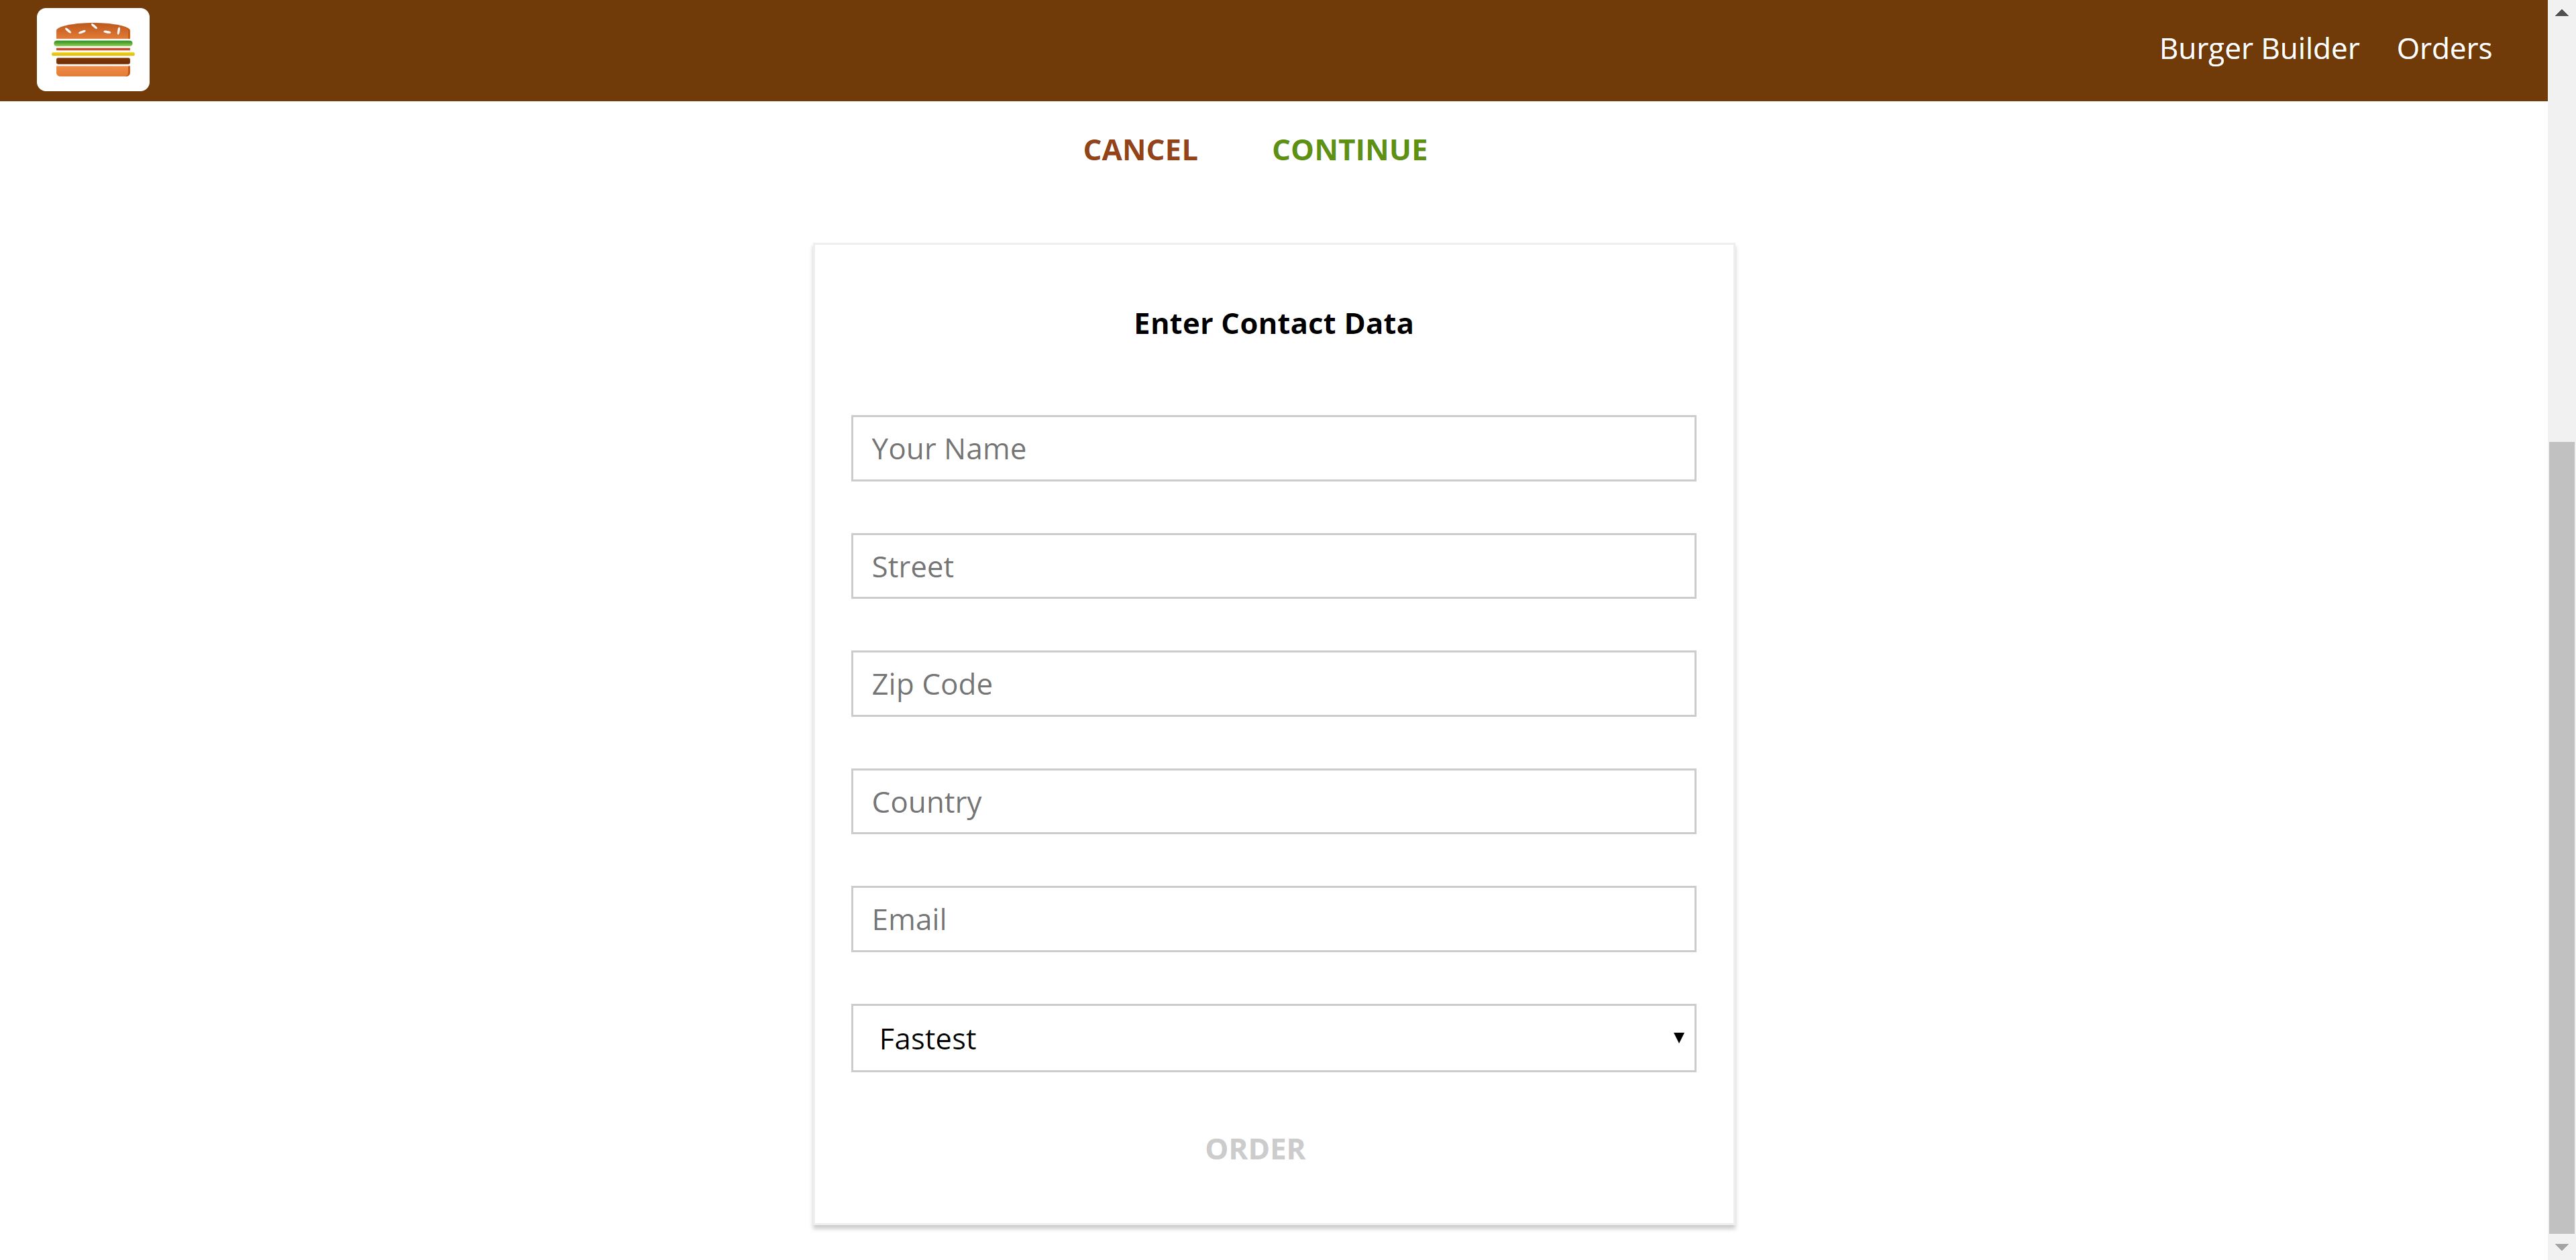 Burger Builder Orders
CANCEL CONTINUE
Enter Contact Data
Your Name
Street
Zip Code
Country
Email
Fastest
ORDER